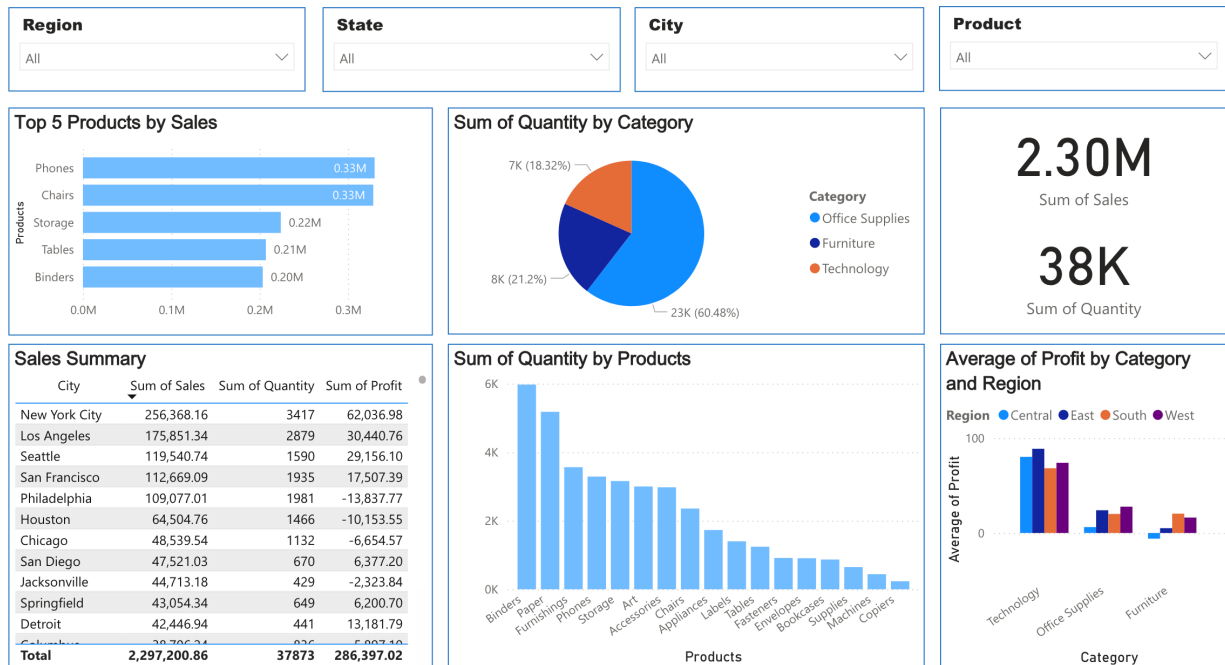 Region
State
City
Product
All
All
All
All
Top 5 Products by Sales
Products
Phones
0.33M
Chairs
0.33M
Storage
0.22M
Tables
0.21M
Binders
0.20M
0.0M
0.1M
0.2M
0.3M
Sum of Quantity by Category
7K (18.32%)
8K (21.2%)
23K (60.48%)
Category
Office Supplies
Furniture
Technology
2.30M
Sum of Sales
38K
Sum of Quantity
Sales Summary
City Sum of Sales Sum of Quantity Sum of Profit
New York City 256,368.16 3417 62,036.98
Los Angeles 175,851.34 2879 30,440.76
Seattle 119,540.74 1590 29,156.10
San Francisco 112,669.09 1935 17,507.39
Philadelphia 109,077.01 1981 -13,837.77
Houston 64,504.76 1466 -10,153.55
Chicago 48,539.54 1132 -6,654.57
San Diego 47,521.03 670 6,377.20
Jacksonville 44,713.18 429 -2,323.84
Springfield 43,054.34 649 6,200.70
Detroit 42,446.94 441 13,181.79
Total 2,297,200.86 37873 286,397.02
Sum of Quantity by Products
6K
4K
2K
0K
Binders
Paper
Furnishings
Phones
Storage
Art
Accessories
Chairs
Appliances
Labels
Tables
Fasteners
Envelopes
Bookcases
Supplies
Machines
Copiers
Products
Average of Profit by Category
and Region
Region Central East South West
Average of Profit
100
0
Technology
Office Supplies
Furniture
Category